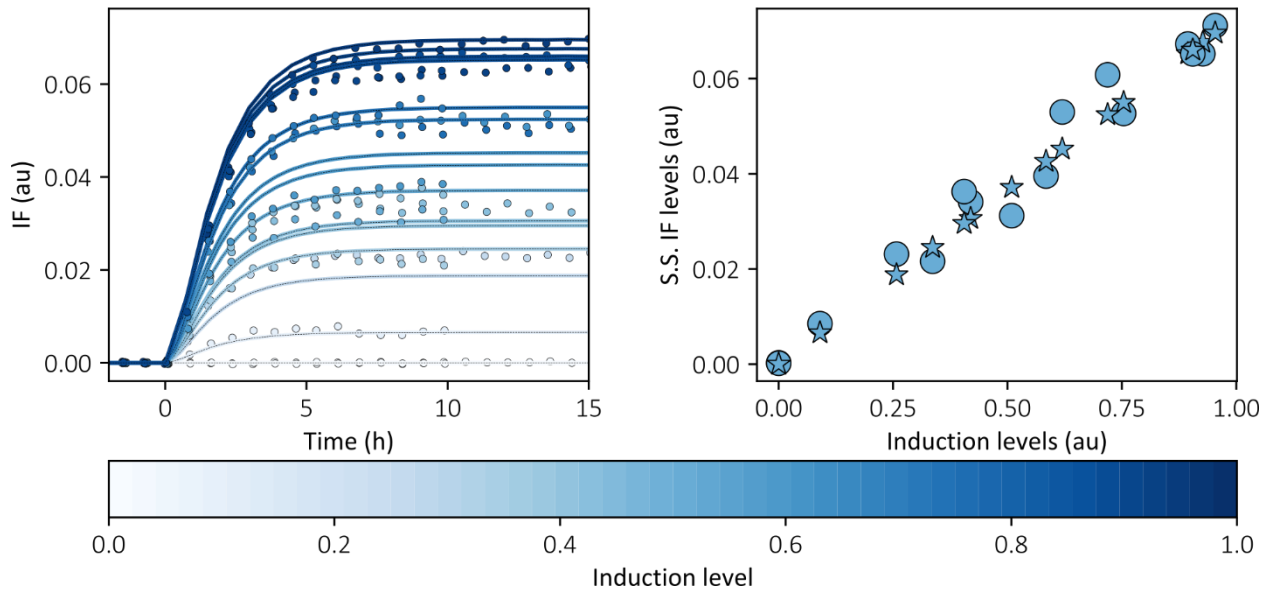 IF (au)
0.06
0.04
0.02
0.00
0 5 10 15
Time (h)
S.S. IF levels (au)
0.06
0.04
0.02
0.00
0.00 0.25 0.50 0.75 1.00
Induction levels (au)
0.0 0.2 0.4 0.6 0.8 1.0
Induction level